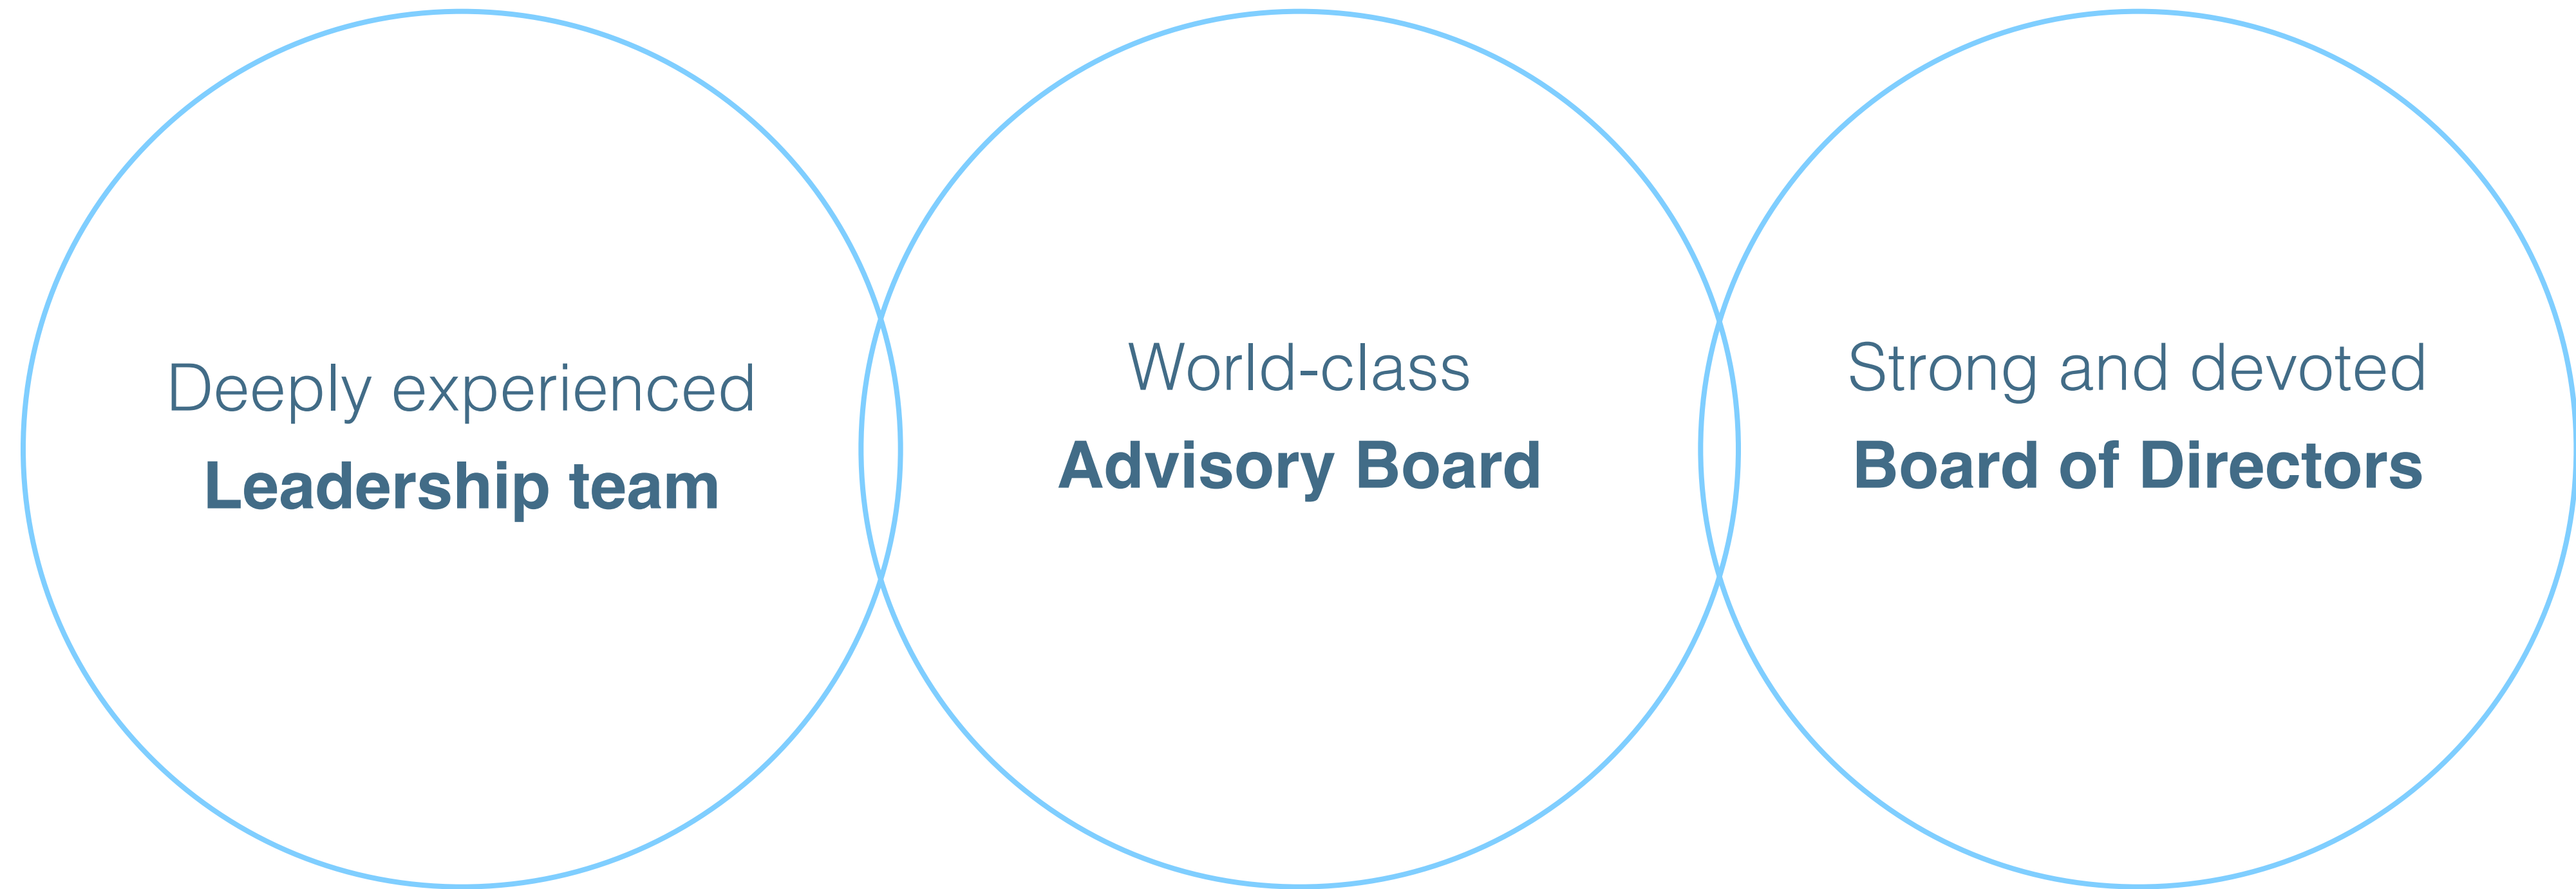 Deeply experienced
Leadership team
World-class
Advisory Board
Strong and devoted
Board of Directors